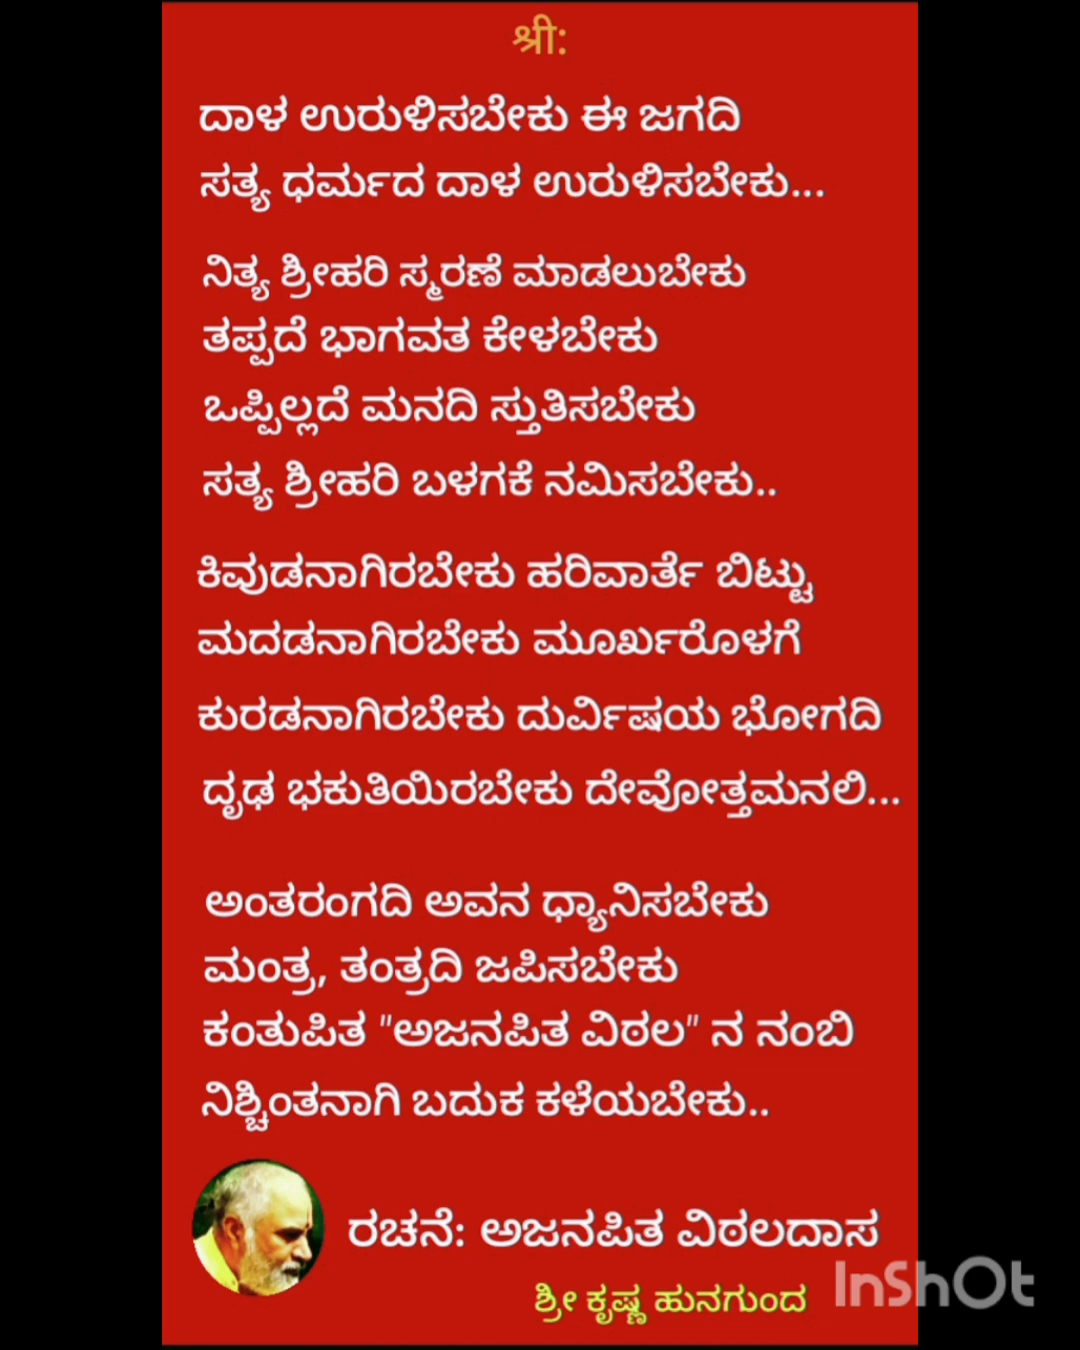 श्री:
ದಾಳ ಉರುಳಿಸಬೇಕು ಈ ಜಗದಿ
ಸತ್ಯ ಧರ್ಮದ ದಾಳ ಉರುಳಿಸಬೇಕು...
ನಿತ್ಯ ಶ್ರೀಹರಿ ಸ್ಮರಣೆ ಮಾಡಲುಬೇಕು
ತಪ್ಪದೆ ಭಾಗವತ ಕೇಳಬೇಕು
ಒಪ್ಪಿಲ್ಲದೆ ಮನದಿ ಸ್ತುತಿಸಬೇಕು
ಸತ್ಯ ಶ್ರೀಹರಿ ಬಳಗಕೆ ನಮಿಸಬೇಕು..
ಕಿವುಡನಾಗಿರಬೇಕು ಹರಿವಾರ್ತೆ ಬಿಟ್ಟು
ಮದಡನಾಗಿರಬೇಕು ಮೂರ್ಖರೊಳಗೆ
ಕುರಡನಾಗಿರಬೇಕು ದುರ್ವಿಷಯ ಭೋಗದಿ
ದೃಢ ಭಕುತಿಯಿರಬೇಕು ದೇವೋತ್ತಮನಲಿ...
ಅಂತರಂಗದಿ ಅವನ ಧ್ಯಾನಿಸಬೇಕು
ಮಂತ್ರ, ತಂತ್ರದಿ ಜಪಿಸಬೇಕು
ಕಂತುಪಿತ "ಅಜನಪಿತ ವಿಠಲ" ನ ನಂಬಿ
ನಿಶ್ಚಿಂತನಾಗಿ ಬದುಕ ಕಳೆಯಬೇಕು..
ರಚನೆ: ಅಜನಪಿತ ವಿಠಲದಾಸ
ಶ್ರೀ ಕೃಷ್ಣ ಹುನಗುಂದ
InShOt